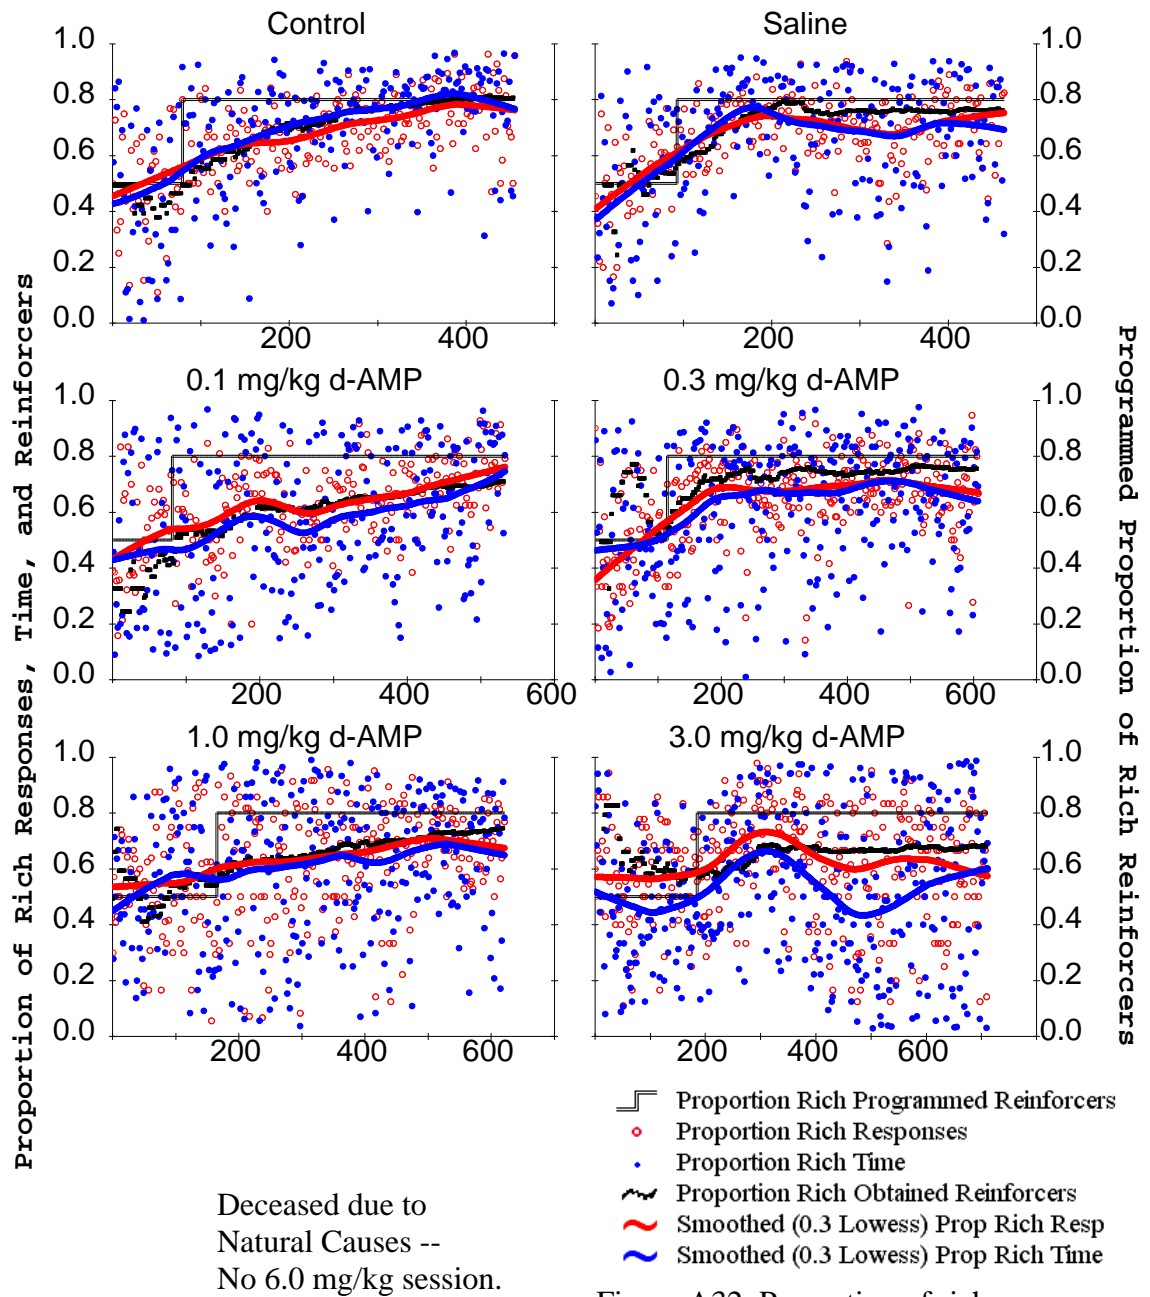 Control
Saline
1.0
0.8
0.6
0.4
0.2
0.0
200
400
200
400
1.0
0.8
0.6
0.4
0.2
0.0
0.1 mg/kg d-AMP
0.3 mg/kg d-AMP
1.0
0.8
0.6
0.4
0.2
0.0
200
400
600
200
400
600
1.0
0.8
0.6
0.4
0.2
0.0
1.0 mg/kg d-AMP
3.0 mg/kg d-AMP
1.0
0.8
0.6
0.4
0.2
0.0
200
400
600
200
400
600
1.0
0.8
0.6
0.4
0.2
0.0
Proportion of Rich Responses, Time, and Reinforcers
Programmed Proportion of Rich Reinforcers
Proportion Rich Programmed Reinforcers
Proportion Rich Responses
Proportion Rich Time
Proportion Rich Obtained Reinforcers
Smoothed (0.3 Lowess) Prop Rich Resp
Smoothed (0.3 Lowess) Prop Rich Time
Deceased due to
Natural Causes --
No 6.0 mg/kg session.
Figure A32. Proportion of rich